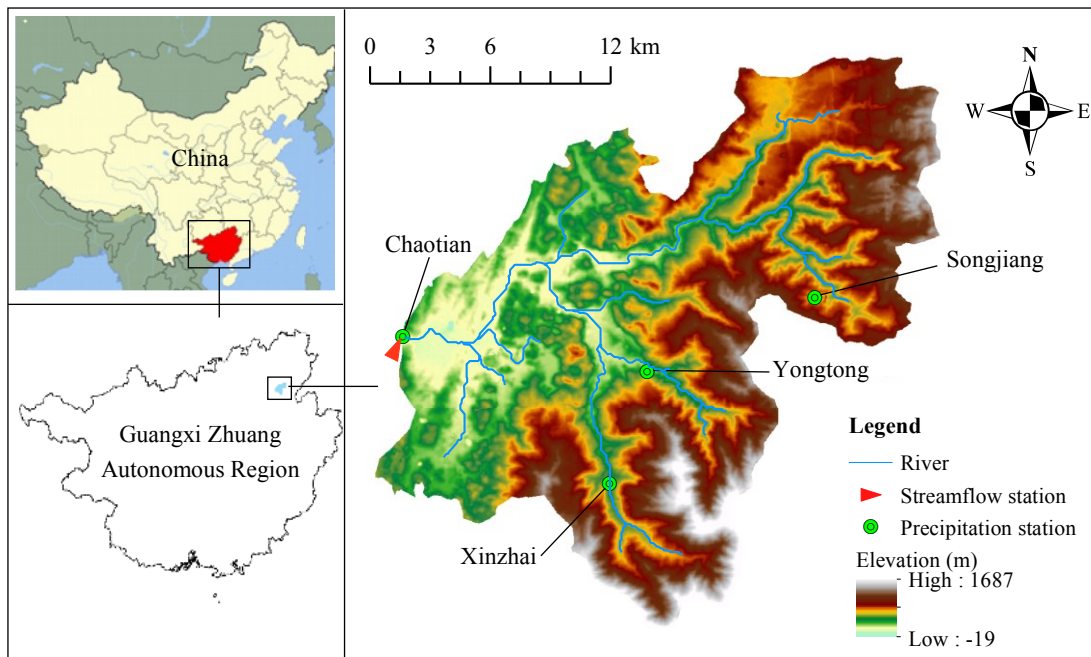 China
Guangxi Zhuang
Autonomous Region
0 3 6 12 km
N
W E
S
Chaotian
Songjiang
Yongtong
Xinzhai
Legend
River
Streamflow station
Precipitation station
Elevation (m)
High : 1687
Low : -19